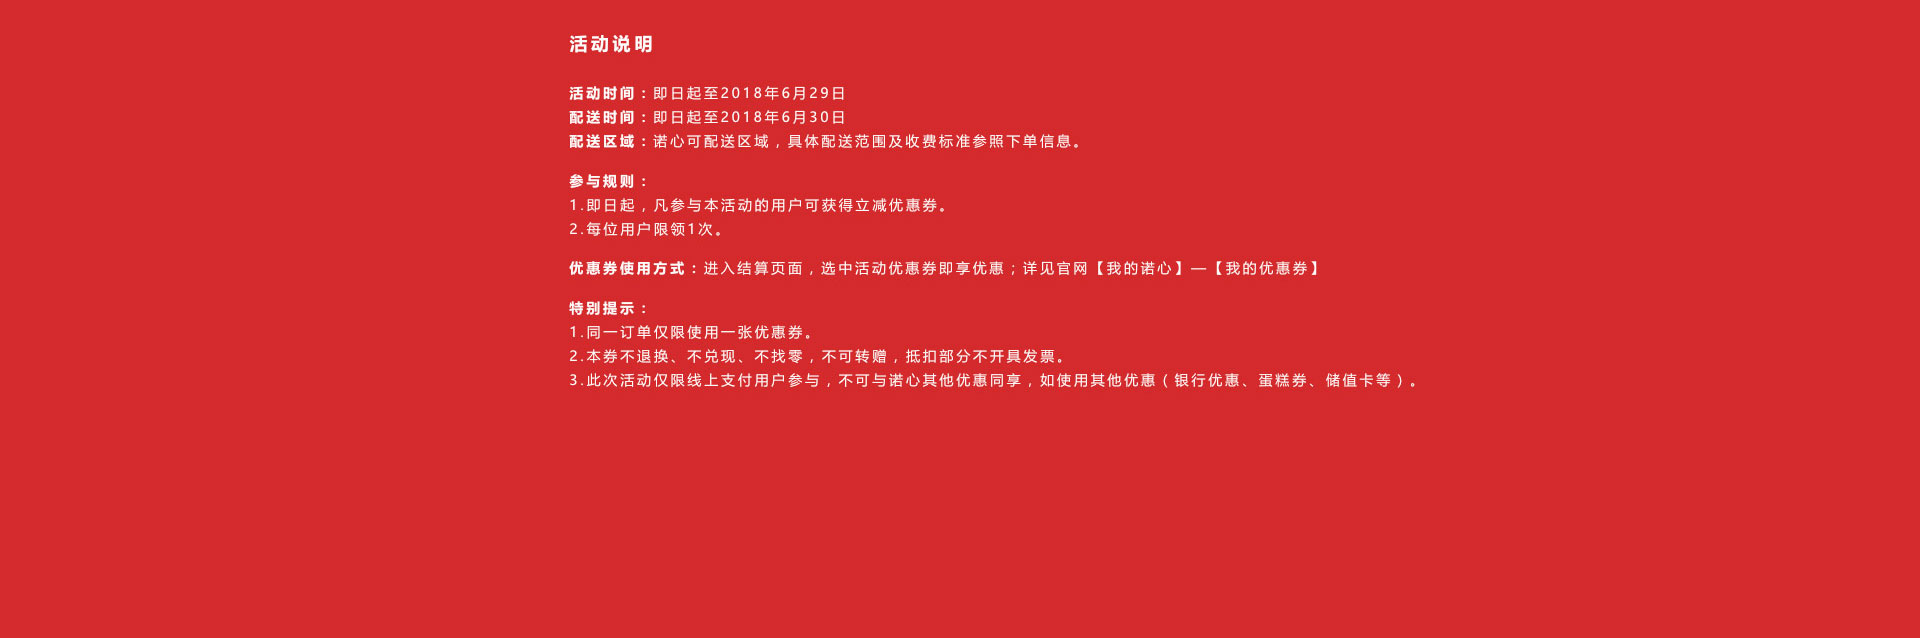 活动说明
活动时间：即日起至2018年6月29日
配送时间：即日起至2018年6月30日
配送区域：诺心可配送区域，具体配送范围及收费标准参照下单信息。
参与规则：
1.即日起，凡参与本活动的用户可获得立减优惠券。
2.每位用户限领1次。
优惠券使用方式：进入结算页面，选中活动优惠券即享优惠；详见官网【我的诺心】—【我的优惠券】
特别提示：
1.同一订单仅限使用一张优惠券。
2.本券不退换、不兑现、不找零，不可转赠，抵扣部分不开具发票。
3.此次活动仅限线上支付用户参与，不可与诺心其他优惠同享，如使用其他优惠（银行优惠、蛋糕券、储值卡等）。